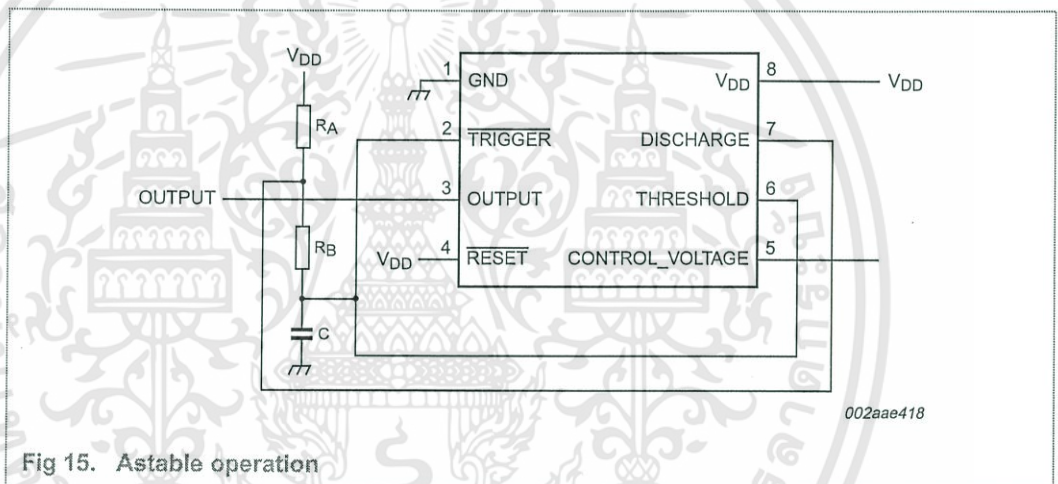 VDD
RA
OUTPUT
RB
C
1 GND
2 TRIGGER
3 OUTPUT
VDD 4 RESET
VDD 8 VDD
DISCHARGE 7
THRESHOLD 6
CONTROL_VOLTAGE 5
002aae418
Fig 15. Astable operation